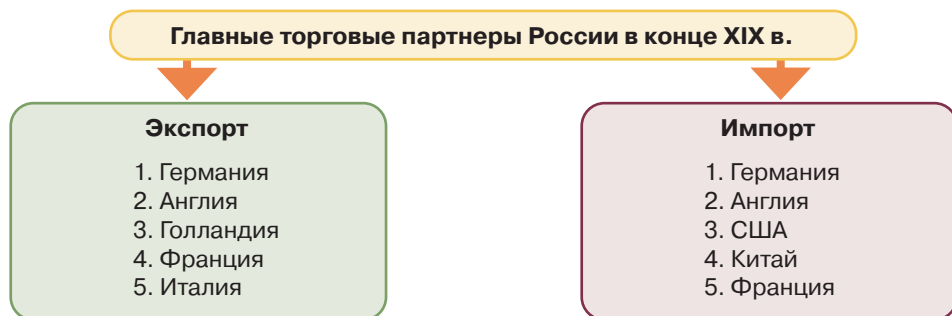 Главные торговые партнеры России в конце XIX в.
Экспорт
1. Германия
2. Англия
3. Голландия
4. Франция
5. Италия
Импорт
1. Германия
2. Англия
3. США
4. Китай
5. Франция